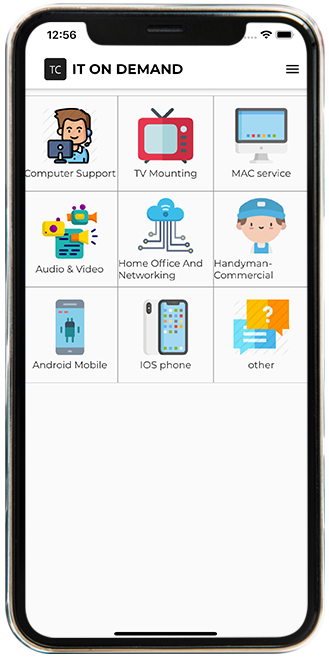 12:56
TC IT ON DEMAND
Computer Support
TV Mounting
MAC service
Audio & Video
Home Office And
Networking
Handyman-
Commercial
Android Mobile
IOS phone
other